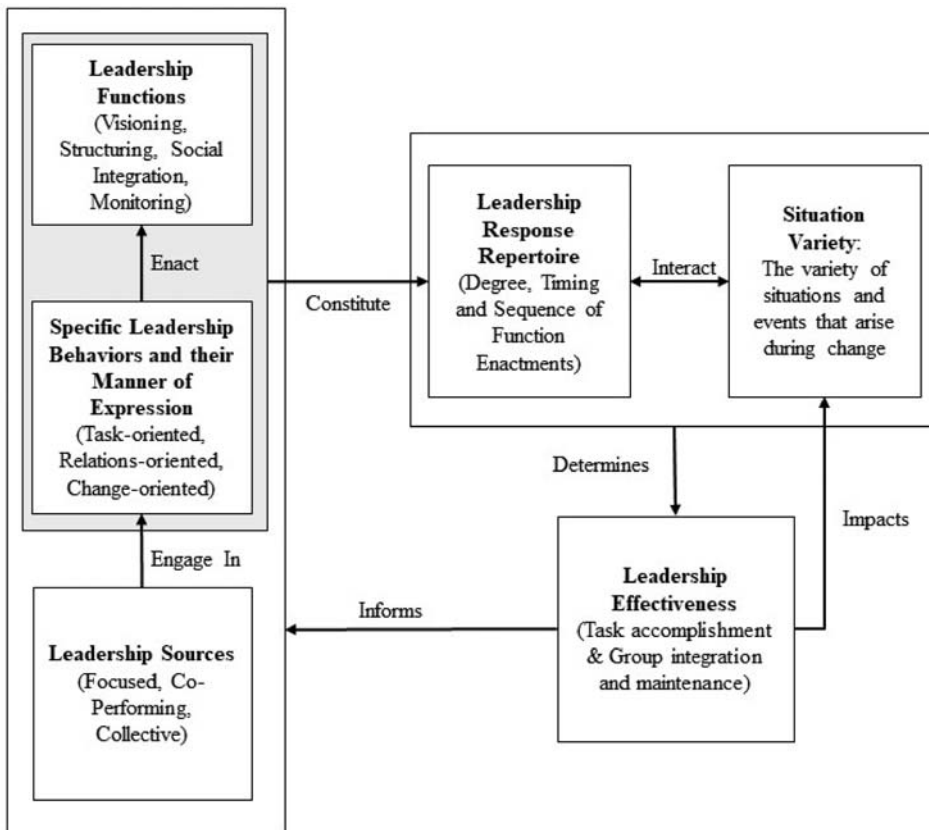 Leadership
Functions
(Visioning,
Structuring, Social
Integration,
Monitoring)
Enact
Specific Leadership
Behaviors and their
Manner of
Expression
(Task-oriented,
Relations-oriented,
Change-oriented)
Engage In
Leadership Sources
(Focused, Co-
Performing,
Collective)
Constitute
Leadership
Response
Repertoire
(Degree, Timing
and Sequence of
Function
Enactments)
Interact
Situation
Variety:
The variety of
situations and
events that arise
during change
Determines
Impacts
Leadership
Effectiveness
(Task accomplishment
& Group integration
and maintenance)
Informs